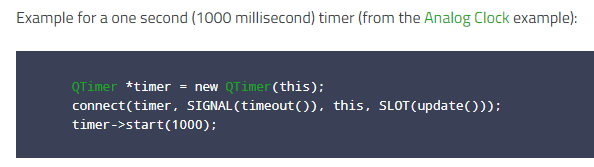 Example for a one second (1000 millisecond) timer (from the Analog Clock example):
QTimer *timer = new QTimer(this);
connect(timer, SIGNAL(timeout()), this, SLOT(update()));
timer->start(1000);